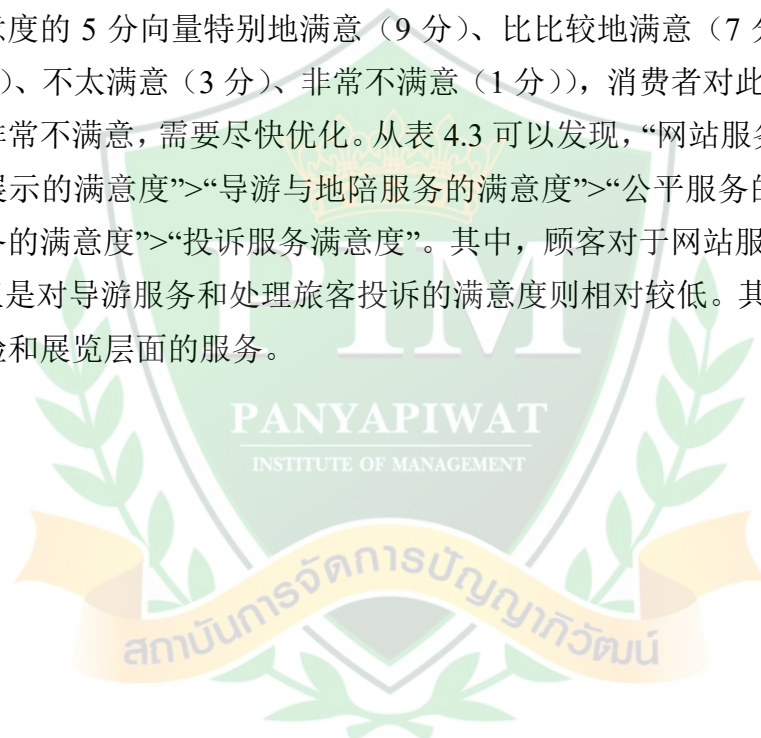 意度的 5 分向量特别地满意（9 分）、比比较地满意（7 分
）、不太满意（3 分）、非常不满意（1 分）），消费者对此
非常不满意，需要尽快优化。从表 4.3 可以发现，“网站服务
展示的满意度”>“导游与地陪服务的满意度”>“公平服务的
务的满意度”>“投诉服务满意度”。其中，顾客对于网站服
是对导游服务和处理旅客投诉的满意度则相对较低。其
验和展览层面的服务。
PIM
PANYAPIWAT
INSTITUTE OF MANAGEMENT
สถาบันการจัดการปัญญาภิวัฒน์